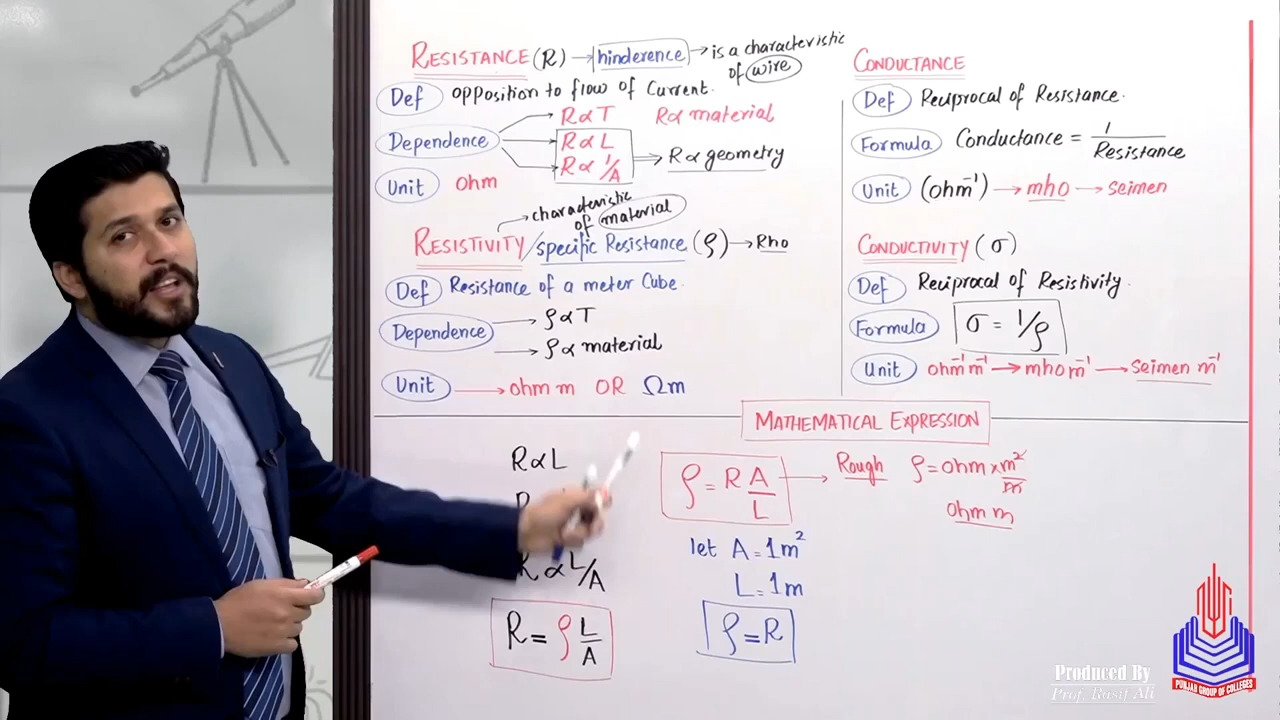 RESISTANCE (R) → hinderence → is a characteristic
of wire
Def opposition to flow of Current.
Dependence R ∝ T R ∝ material
R ∝ L
R ∝ 1/A → R ∝ geometry
Unit ohm
→ characteristic
of material
RESISTIVITY / specific Resistance (ρ) → Rho
Def Resistance of a meter Cube.
Dependence → ρ ∝ T
→ ρ ∝ material
Unit → ohm m OR Ωm
CONDUCTANCE
Def Reciprocal of Resistance.
Formula Conductance = 1/Resistance
Unit (ohm⁻¹) → mho → seimen
CONDUCTIVITY (σ)
Def Reciprocal of Resistivity.
Formula σ = 1/ρ
Unit ohm⁻¹ m⁻¹ → mho m⁻¹ → seimen m⁻¹
MATHEMATICAL EXPRESSION
R ∝ L
R
R ∝ L/A
R = ρ L/A
ρ = R A/L → Rough ρ = ohm × m²/m
ohm m
let A = 1m²
L = 1m
ρ = R
Produced By
Prof. Rasif Ali
PUNJAB GROUP OF COLLEGES